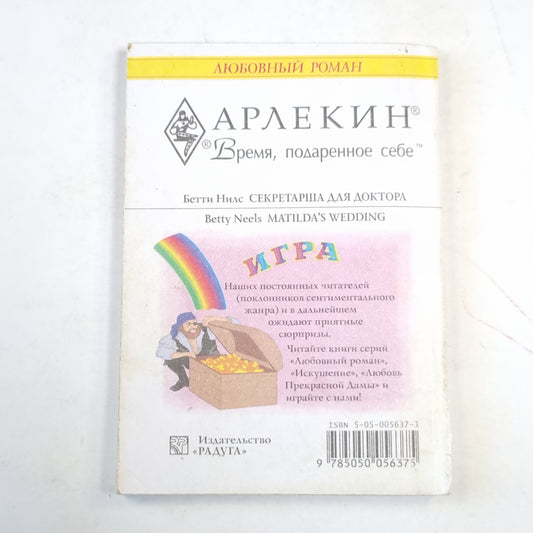 ЛЮБОВНЫЙ РОМАН
АРЛЕКИН®
®Время, подаренное себе™
Бетти Нилс СЕКРЕТАРША ДЛЯ ДОКТОРА
Betty Neels MATILDA'S WEDDING
ИГРА
Наших постоянных читателей
(поклонников сентиментального
жанра) и в дальнейшем
ожидают приятные
сюрпризы.
Читайте книги серий
«Любовный роман»,
«Искушение», «Любовь
Прекрасной Дамы» и
играйте с нами!
ISBN 5-05-005637-3
Издательство
«РАДУГА»
9 785050 056375